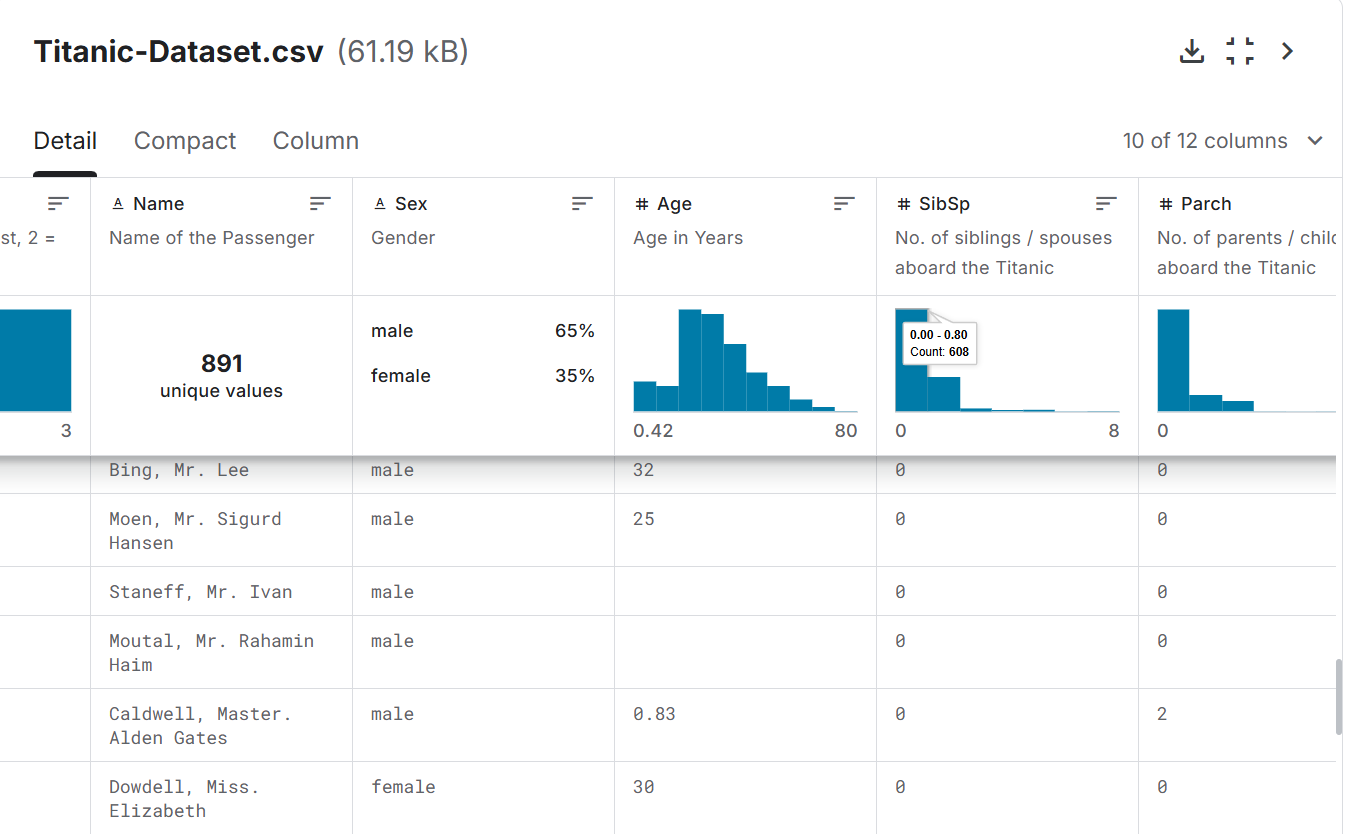 Titanic-Dataset.csv (61.19 kB)
Detail Compact Column 10 of 12 columns
A Name A Sex # Age # SibSp # Parch
st, 2 = Name of the Passenger Gender Age in Years No. of siblings / spouses No. of parents / chilc
aboard the Titanic aboard the Titanic
male 65%
0.00 - 0.80
Count: 608
891
unique values
female 35%
3 0.42 80 0 8 0
Bing, Mr. Lee male 32 0 0
Moen, Mr. Sigurd male 25 0 0
Hansen
Staneff, Mr. Ivan male 0 0
Moutal, Mr. Rahamin male 0 0
Haim
Caldwell, Master. male 0.83 0 2
Alden Gates
Dowdell, Miss. female 30 0 0
Elizabeth